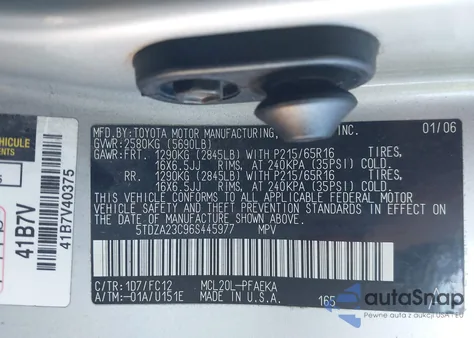 MFD.BY: TOYOTA MOTOR MANUFACTURING, INC. 01/06
GVWR: 2580KG (5690LB)
GAWR: FRT. 1290KG (2845LB) WITH P215/65R16 TIRES,
16X6.5JJ RIMS, AT 240KPA (35PSI) COLD.
RR. 1290KG (2845LB) WITH P215/65R16 TIRES,
16X6.5JJ RIMS, AT 240KPA (35PSI) COLD.
THIS VEHICLE CONFORMS TO ALL APPLICABLE FEDERAL MOTOR
VEHICLE SAFETY AND THEFT PREVENTION STANDARDS IN EFFECT ON
THE DATE OF MANUFACTURE SHOWN ABOVE.
5TDZA23C96S445977 MPV
C/TR: 1D7/FC12 MCL20L-PFAEKA
A/TM: -01A/U151E MADE IN U.S.A. 165
41B7V
41B7V40375
autoSnap
Pewne auta z aukcji w USA